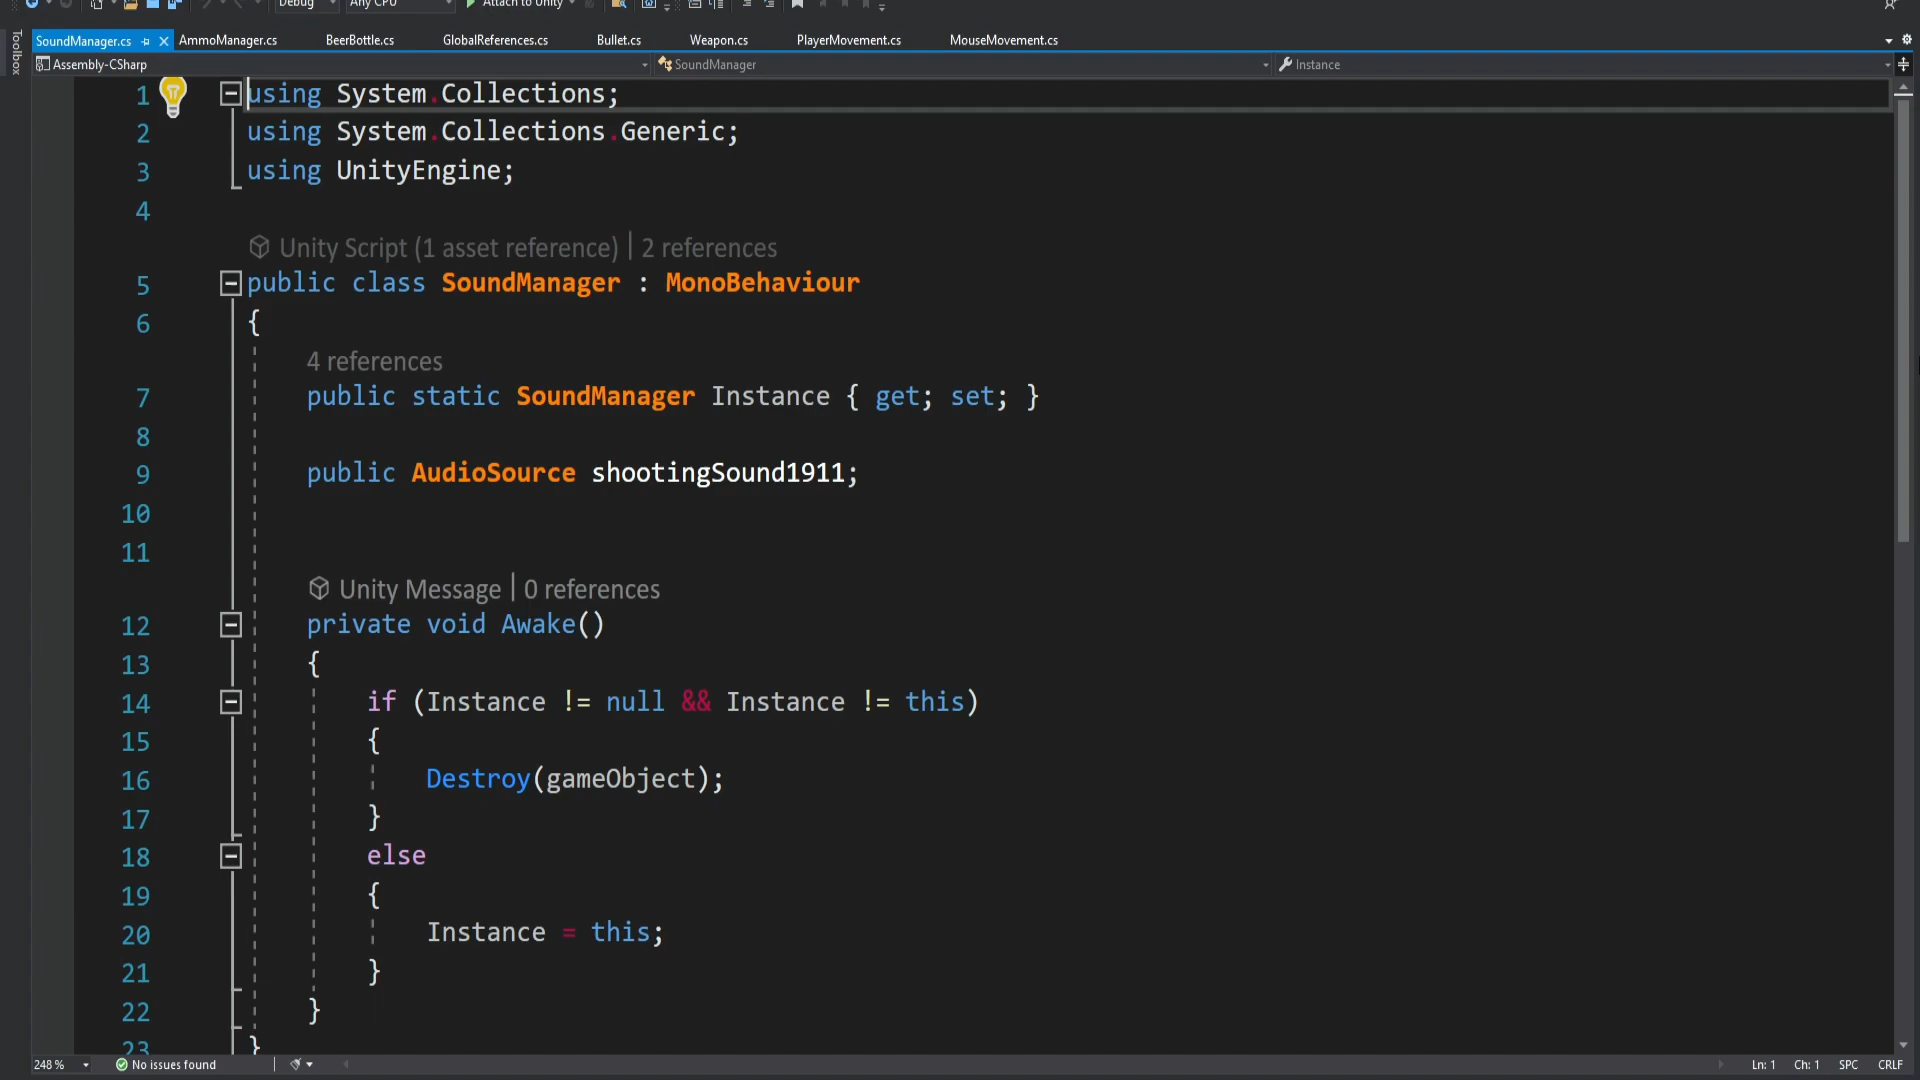 Debug Any CPU Attach to Unity
SoundManager.cs AmmoManager.cs BeerBottle.cs GlobalReferences.cs Bullet.cs Weapon.cs PlayerMovement.cs MouseMovement.cs
Toolbox
Assembly-CSharp SoundManager Instance
1 using System.Collections;
2 using System.Collections.Generic;
3 using UnityEngine;
4
Unity Script (1 asset reference) | 2 references
5 public class SoundManager : MonoBehaviour
6 {
4 references
7 public static SoundManager Instance { get; set; }
8
9 public AudioSource shootingSound1911;
10
11
Unity Message | 0 references
12 private void Awake()
13 {
14 if (Instance != null && Instance != this)
15 {
16 Destroy(gameObject);
17 }
18 else
19 {
20 Instance = this;
21 }
22 }
23 }
248 % No issues found Ln: 1 Ch: 1 SPC CRLF